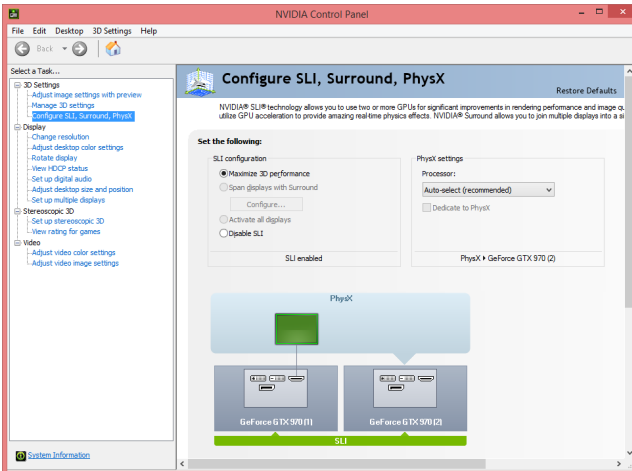 NVIDIA Control Panel
File Edit Desktop 3D Settings Help
Back
Select a Task...
3D Settings
Adjust image settings with preview
Manage 3D settings
Configure SLI, Surround, PhysX
Display
Change resolution
Adjust desktop color settings
Rotate display
View HDCP status
Set up digital audio
Adjust desktop size and position
Set up multiple displays
Stereoscopic 3D
Set up stereoscopic 3D
View rating for games
Video
Adjust video color settings
Adjust video image settings
System Information
Configure SLI, Surround, PhysX
Restore Defaults
NVIDIA® SLI® technology allows you to use two or more GPUs for significant improvements in rendering performance and image qu
utilize GPU acceleration to provide amazing real-time physics effects. NVIDIA® Surround allows you to join multiple displays into a si
Set the following:
SLI configuration
Maximize 3D performance
Span displays with Surround
Configure...
Activate all displays
Disable SLI
SLI enabled
PhysX settings
Processor:
Auto-select (recommended)
Dedicate to PhysX
PhysX GeForce GTX 970 (2)
PhysX
GeForce GTX 970 (1) GeForce GTX 970 (2)
SLI